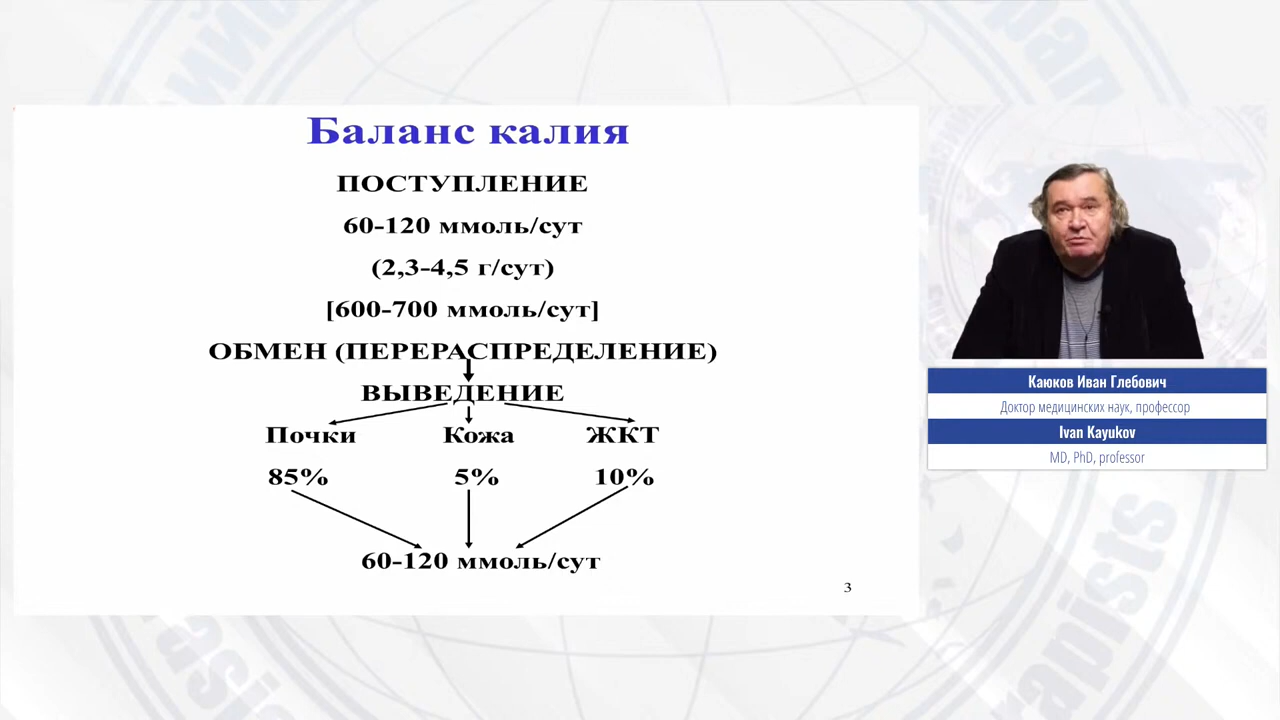 Баланс калия
ПОСТУПЛЕНИЕ
60-120 ммоль/сут
(2,3-4,5 г/сут)
[600-700 ммоль/сут]
ОБМЕН (ПЕРЕРАСПРЕДЕЛЕНИЕ)
ВЫВЕДЕНИЕ
Почки Кожа ЖКТ
85% 5% 10%
60-120 ммоль/сут
3
Каюков Иван Глебович
Доктор медицинских наук, профессор
Ivan Kayukov
MD, PhD, professor